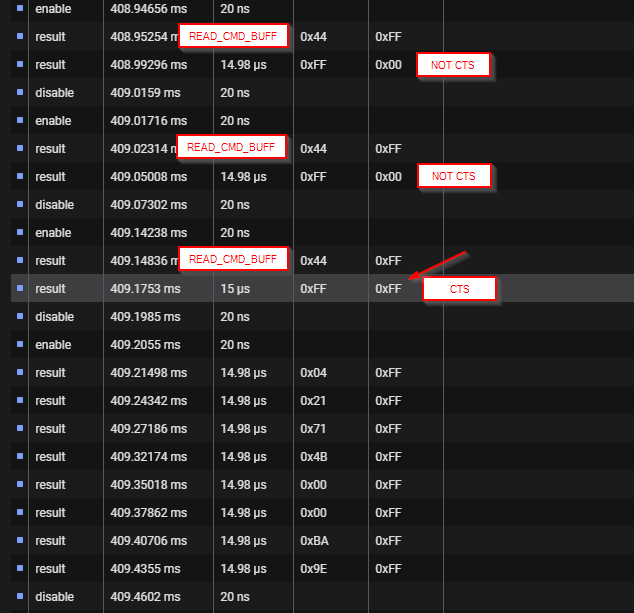 enable 408.94656 ms 20 ns
result 408.95254 READ_CMD_BUFF 0x44 0xFF
result 408.99296 ms 14.98 µs 0xFF 0x00 NOT CTS
disable 409.0159 ms 20 ns
enable 409.01716 ms 20 ns
result 409.02314 READ_CMD_BUFF 0x44 0xFF
result 409.05008 ms 14.98 µs 0xFF 0x00 NOT CTS
disable 409.07302 ms 20 ns
enable 409.14238 ms 20 ns
result 409.14836 READ_CMD_BUFF 0x44 0xFF
result 409.1753 ms 15 µs 0xFF 0xFF CTS
disable 409.1985 ms 20 ns
enable 409.2055 ms 20 ns
result 409.21498 ms 14.98 µs 0x04 0xFF
result 409.24342 ms 14.98 µs 0x21 0xFF
result 409.27186 ms 14.98 µs 0x71 0xFF
result 409.32174 ms 14.98 µs 0x4B 0xFF
result 409.35018 ms 14.98 µs 0x00 0xFF
result 409.37862 ms 14.98 µs 0x00 0xFF
result 409.40706 ms 14.98 µs 0xBA 0xFF
result 409.4355 ms 14.98 µs 0x9E 0xFF
disable 409.4602 ms 20 ns